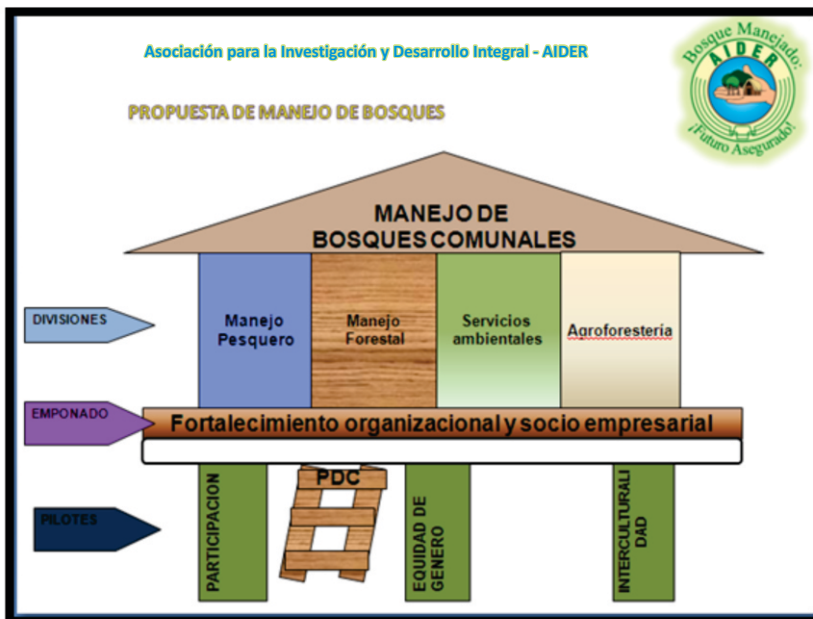 Asociación para la Investigación y Desarrollo Integral - AIDER
PROPUESTA DE MANEJO DE BOSQUES
Bosque Manejado:
AIDER
¡Futuro Asegurado!
MANEJO DE
BOSQUES COMUNALES
DIVISIONES
Manejo
Pesquero
Manejo
Forestal
Servicios
ambientales
Agroforestería
EMPONADO
Fortalecimiento organizacional y socio empresarial
PILOTES
PARTICIPACION
PDC
EQUIDAD DE
GENERO
INTERCULTURALI
DAD